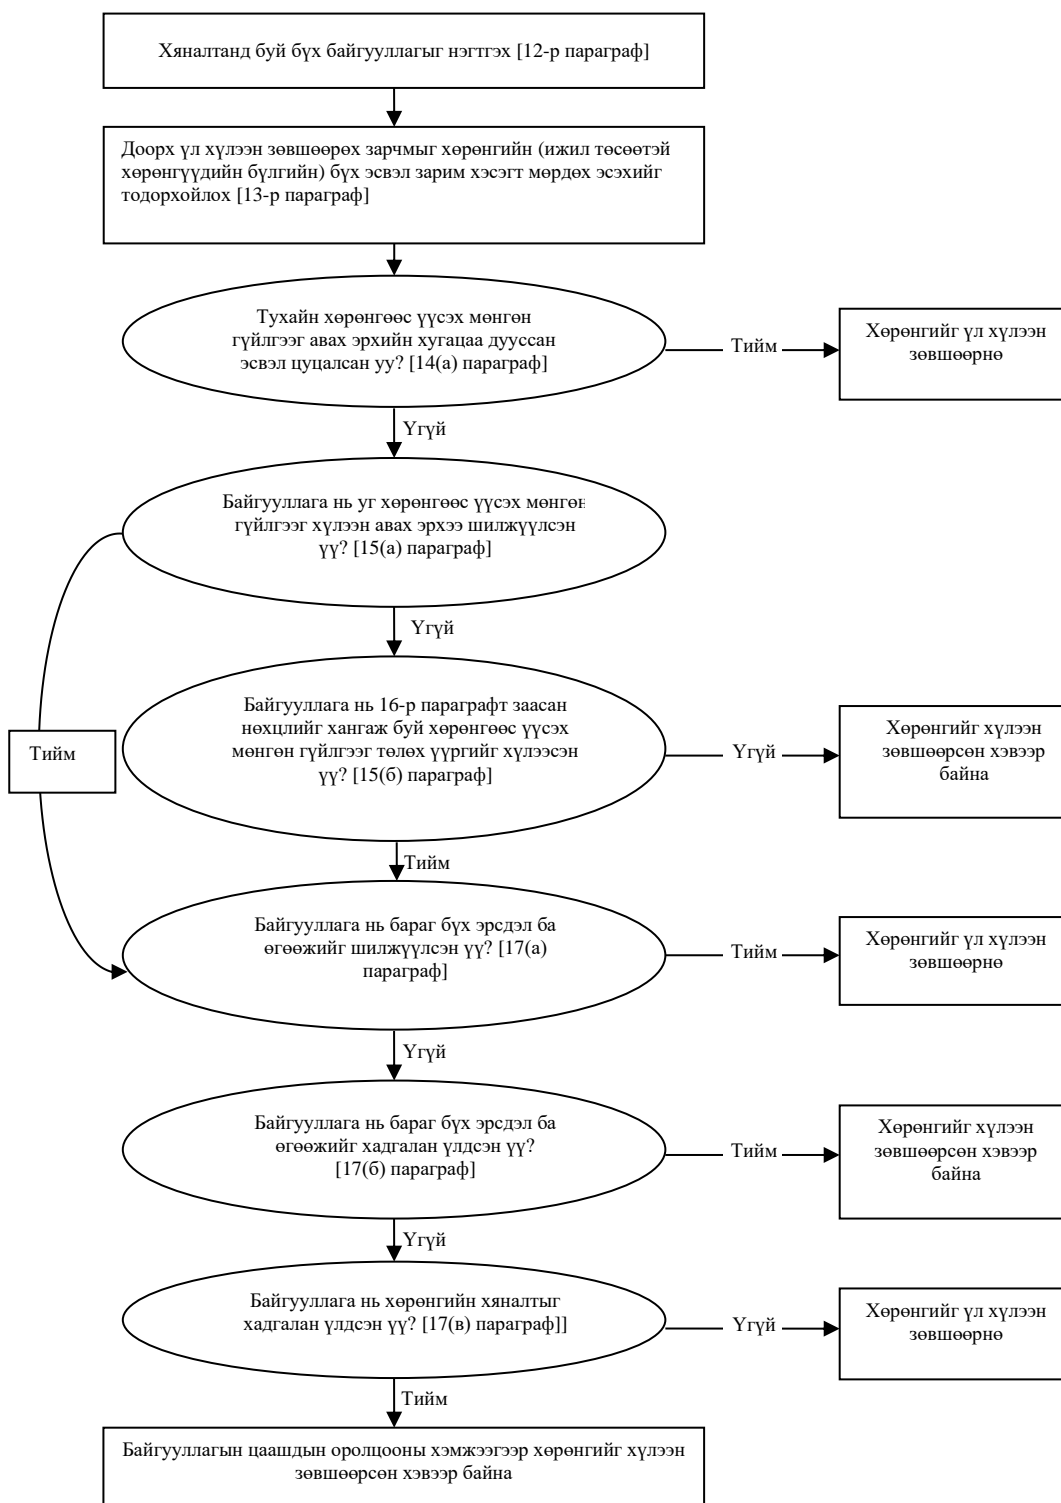 Хяналтанд буй бүх байгууллагыг нэгтгэх [12-р параграф]
Доорх үл хүлээн зөвшөөрөх зарчмыг хөрөнгийн (ижил төсөөтэй
хөрөнгүүдийн бүлгийн) бүх эсвэл зарим хэсэгт мөрдөх эсэхийг
тодорхойлох [13-р параграф]
Тухайн хөрөнгөөс үүсэх мөнгөн
гүйлгээг авах эрхийн хугацаа дууссан
эсвэл цуцалсан уу? [14(а) параграф]
Тийм
Хөрөнгийг үл хүлээн
зөвшөөрнө
Үгүй
Байгууллага нь уг хөрөнгөөс үүсэх мөнгөн
гүйлгээг хүлээн авах эрхээ шилжүүлсэн
үү? [15(а) параграф]
Үгүй
Тийм
Байгууллага нь 16-р параграфт заасан
нөхцлийг хангаж буй хөрөнгөөс үүсэх
мөнгөн гүйлгээг төлөх үүргийг хүлээсэн
үү? [15(б) параграф]
Үгүй
Хөрөнгийг хүлээн
зөвшөөрсөн хэвээр
байна
Тийм
Байгууллага нь бараг бүх эрсдэл ба
өгөөжийг шилжүүлсэн үү? [17(а)
параграф]
Тийм
Хөрөнгийг үл хүлээн
зөвшөөрнө
Үгүй
Байгууллага нь бараг бүх эрсдэл ба
өгөөжийг хадгалан үлдсэн үү?
[17(б) параграф]
Тийм
Хөрөнгийг хүлээн
зөвшөөрсөн хэвээр
байна
Үгүй
Байгууллага нь хөрөнгийн хяналтыг
хадгалан үлдсэн үү? [17(в) параграф]]
Үгүй
Хөрөнгийг үл хүлээн
зөвшөөрнө
Тийм
Байгууллагын цаашдын оролцооны хэмжээгээр хөрөнгийг хүлээн
зөвшөөрсөн хэвээр байна